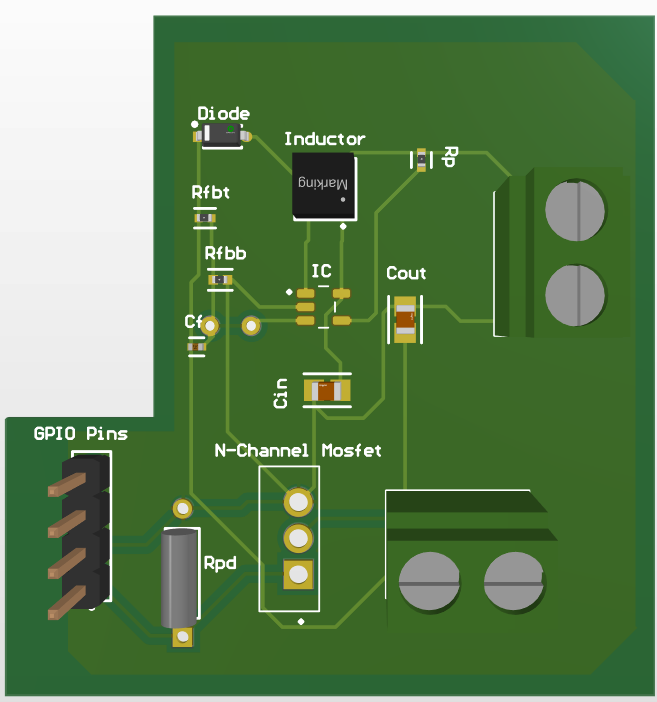 Diode
Inductor
Rp
Marking
Rfbt
Rfbb
IC
Cout
Cf
Cin
GPIO Pins
N-Channel Mosfet
Rpd